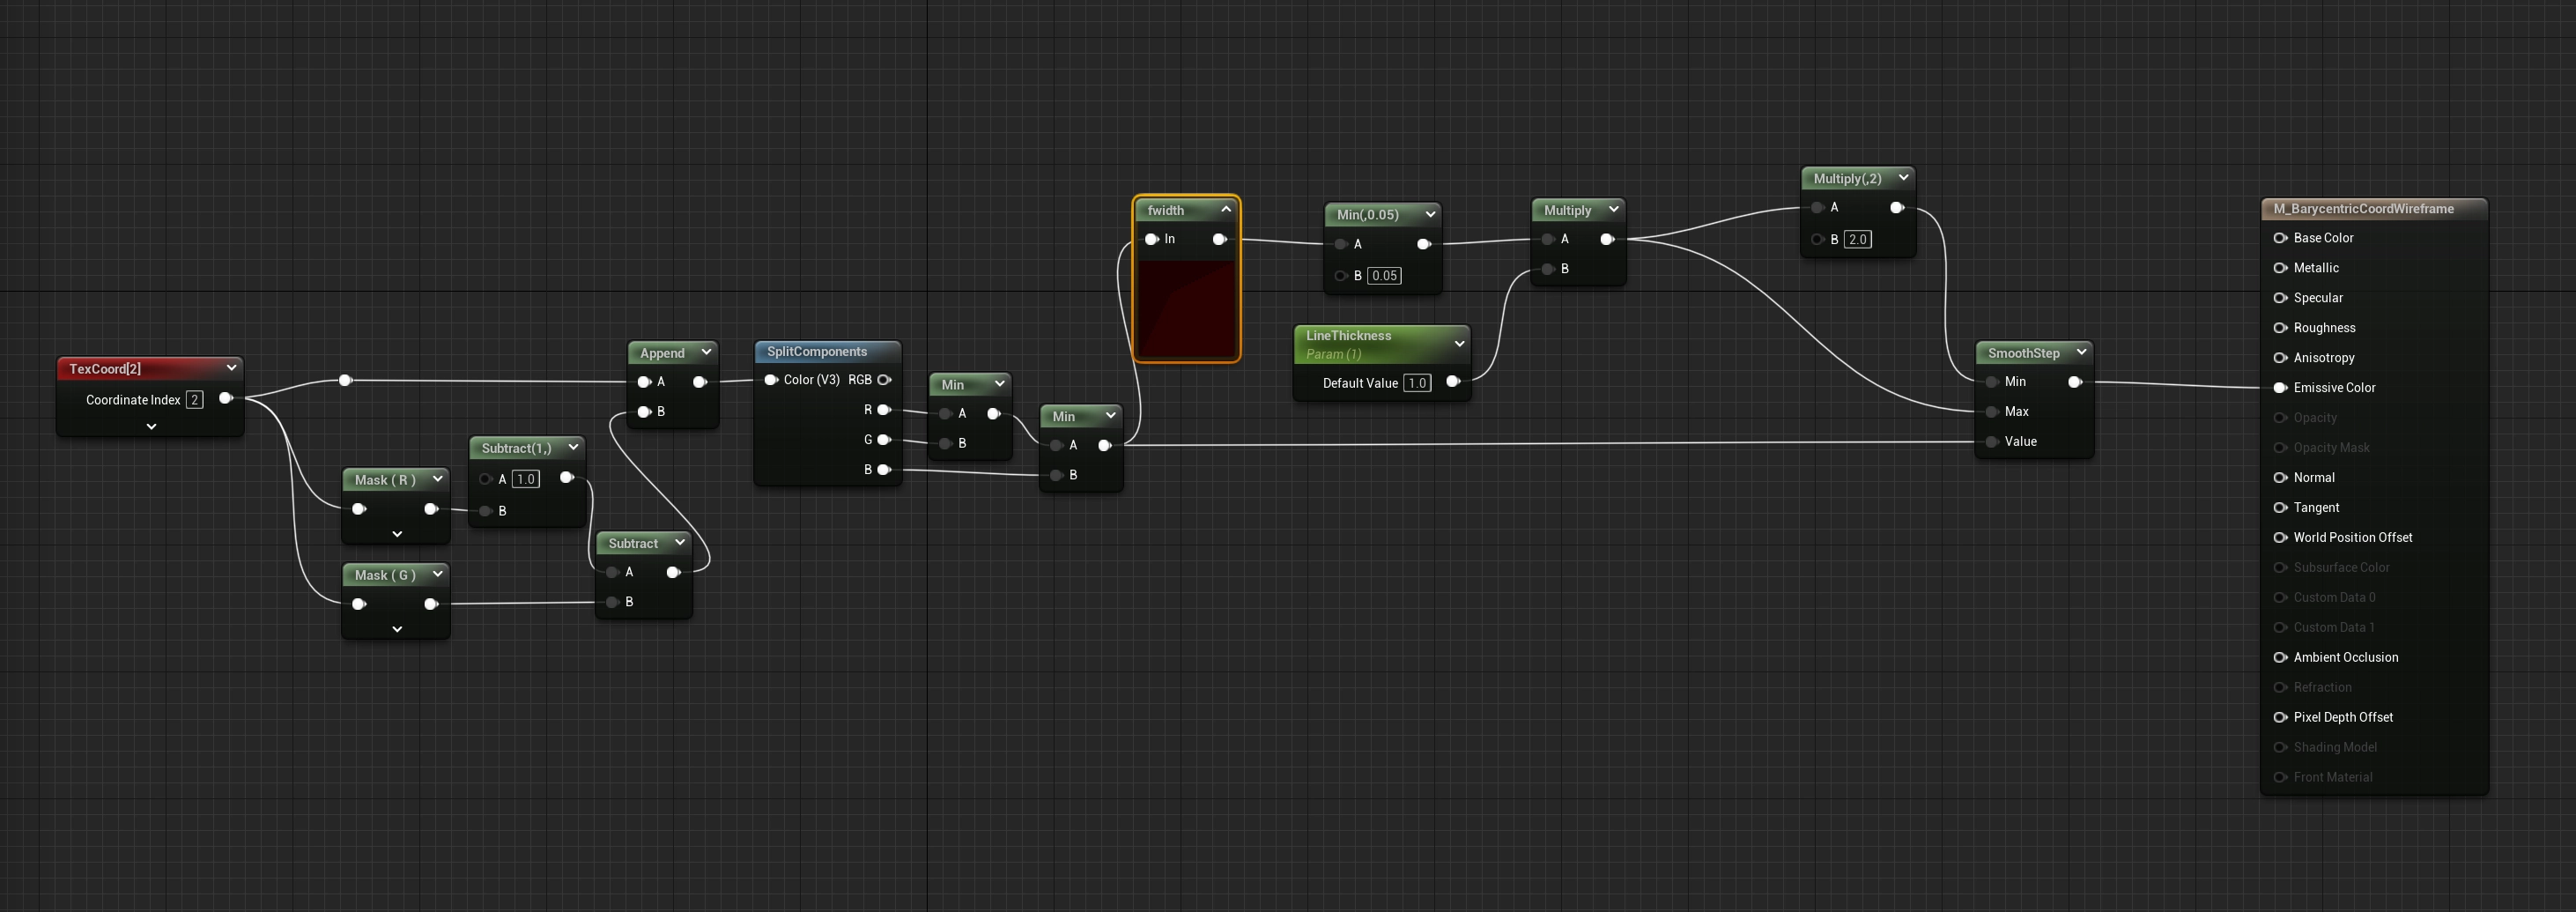 TexCoord[2]
Coordinate Index 2
Mask ( R )
Mask ( G )
Subtract(1,)
A 1.0
B
Subtract
A
B
Append
A
B
SplitComponents
Color (V3) RGB
R
G
B
Min
A
B
Min
A
B
fwidth
In
Min(,0.05)
A
B 0.05
LineThickness
Param (1)
Default Value 1.0
Multiply
A
B
Multiply(,2)
A
B 2.0
SmoothStep
Min
Max
Value
M_BarycentricCoordWireframe
Base Color
Metallic
Specular
Roughness
Anisotropy
Emissive Color
Opacity
Opacity Mask
Normal
Tangent
World Position Offset
Subsurface Color
Custom Data 0
Custom Data 1
Ambient Occlusion
Refraction
Pixel Depth Offset
Shading Model
Front Material